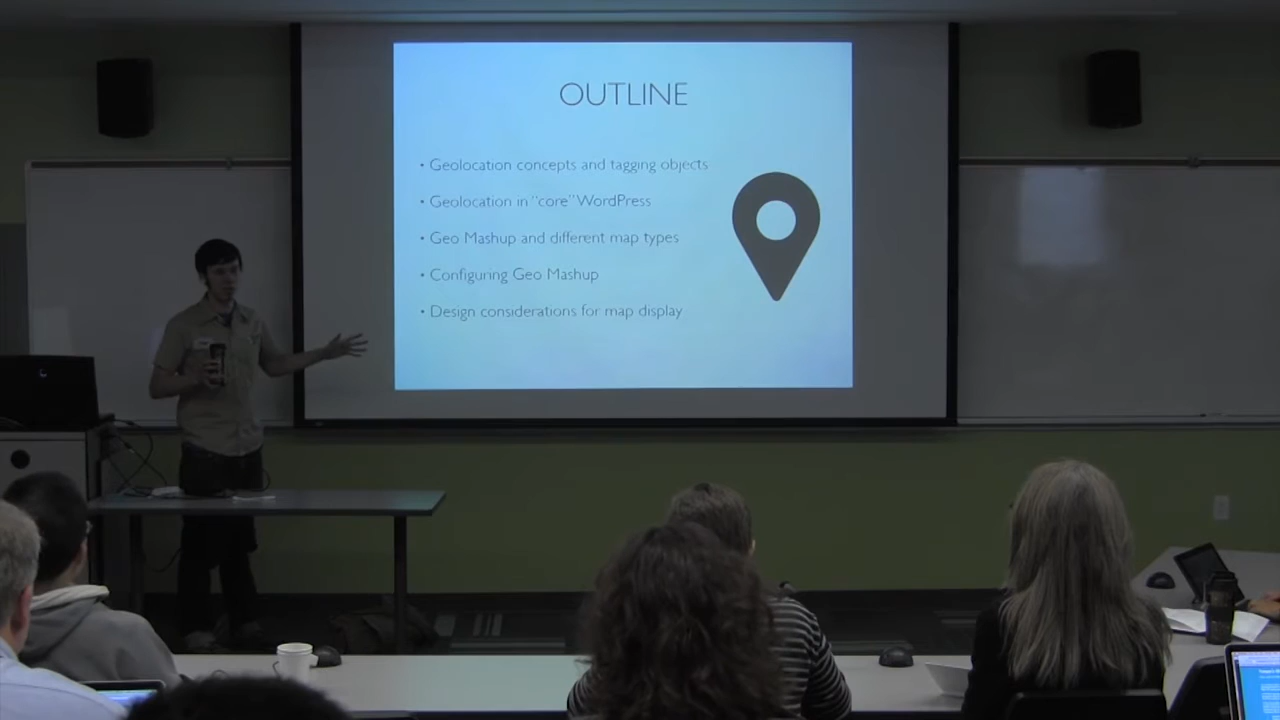 OUTLINE
• Geolocation concepts and tagging objects
• Geolocation in "core" WordPress
• Geo Mashup and different map types
• Configuring Geo Mashup
• Design considerations for map display